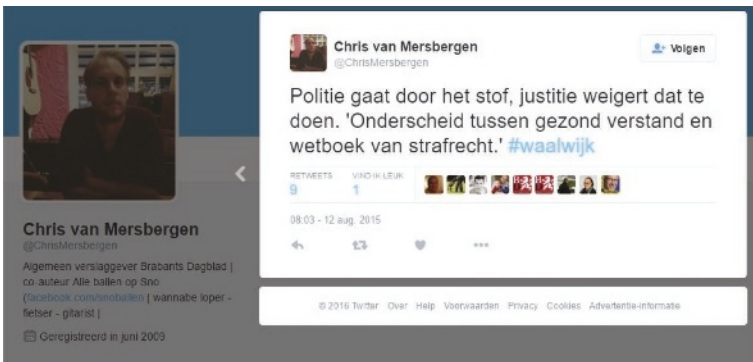 Chris van Mersbergen
@ChrisMersbergen
Volgen
Politie gaat door het stof, justitie weigert dat te
doen. 'Onderscheid tussen gezond verstand en
wetboek van strafrecht.' #waalwijk
RETWEETS
9
VIND IK LEUK
1
08:03 - 12 aug. 2015
© 2016 Twitter Over Help Voorwaarden Privacy Cookies Advertentie-informatie
Chris van Mersbergen
@ChrisMersbergen
Algemeen verslaggever Brabants Dagblad |
co-auteur Alle ballen op Sno
(facebook.com/snoballen | wannabe loper -
fietser - gitarist |
Geregistreerd in juni 2009